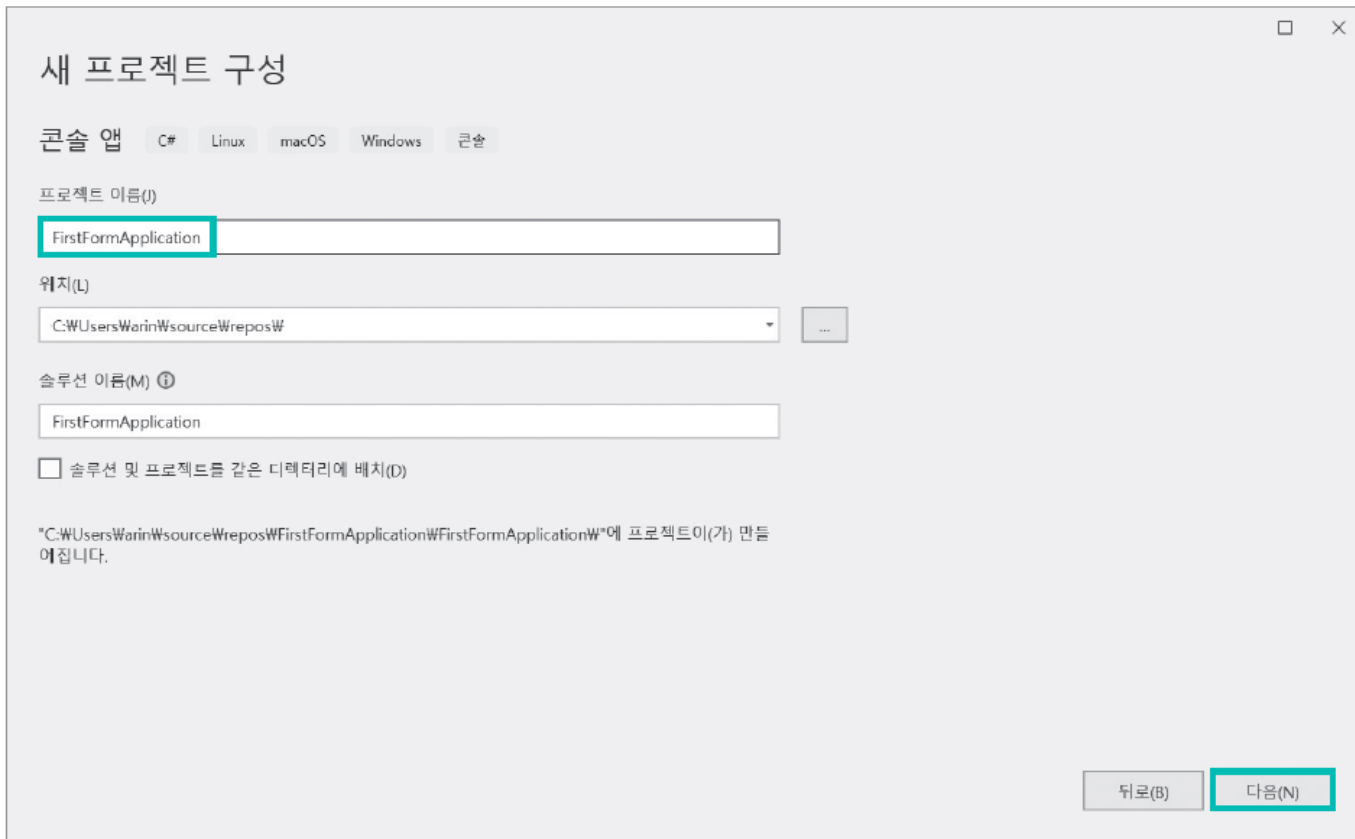 새 프로젝트 구성
콘솔 앱 C# Linux macOS Windows 콘솔
프로젝트 이름(J)
FirstFormApplication
위치(L)
C:₩Users₩arin₩source₩repos₩
...
솔루션 이름(M)
FirstFormApplication
솔루션 및 프로젝트를 같은 디렉터리에 배치(D)
"C:₩Users₩arin₩source₩repos₩FirstFormApplication₩FirstFormApplication₩"에 프로젝트이(가) 만들
어집니다.
뒤로(B) 다음(N)